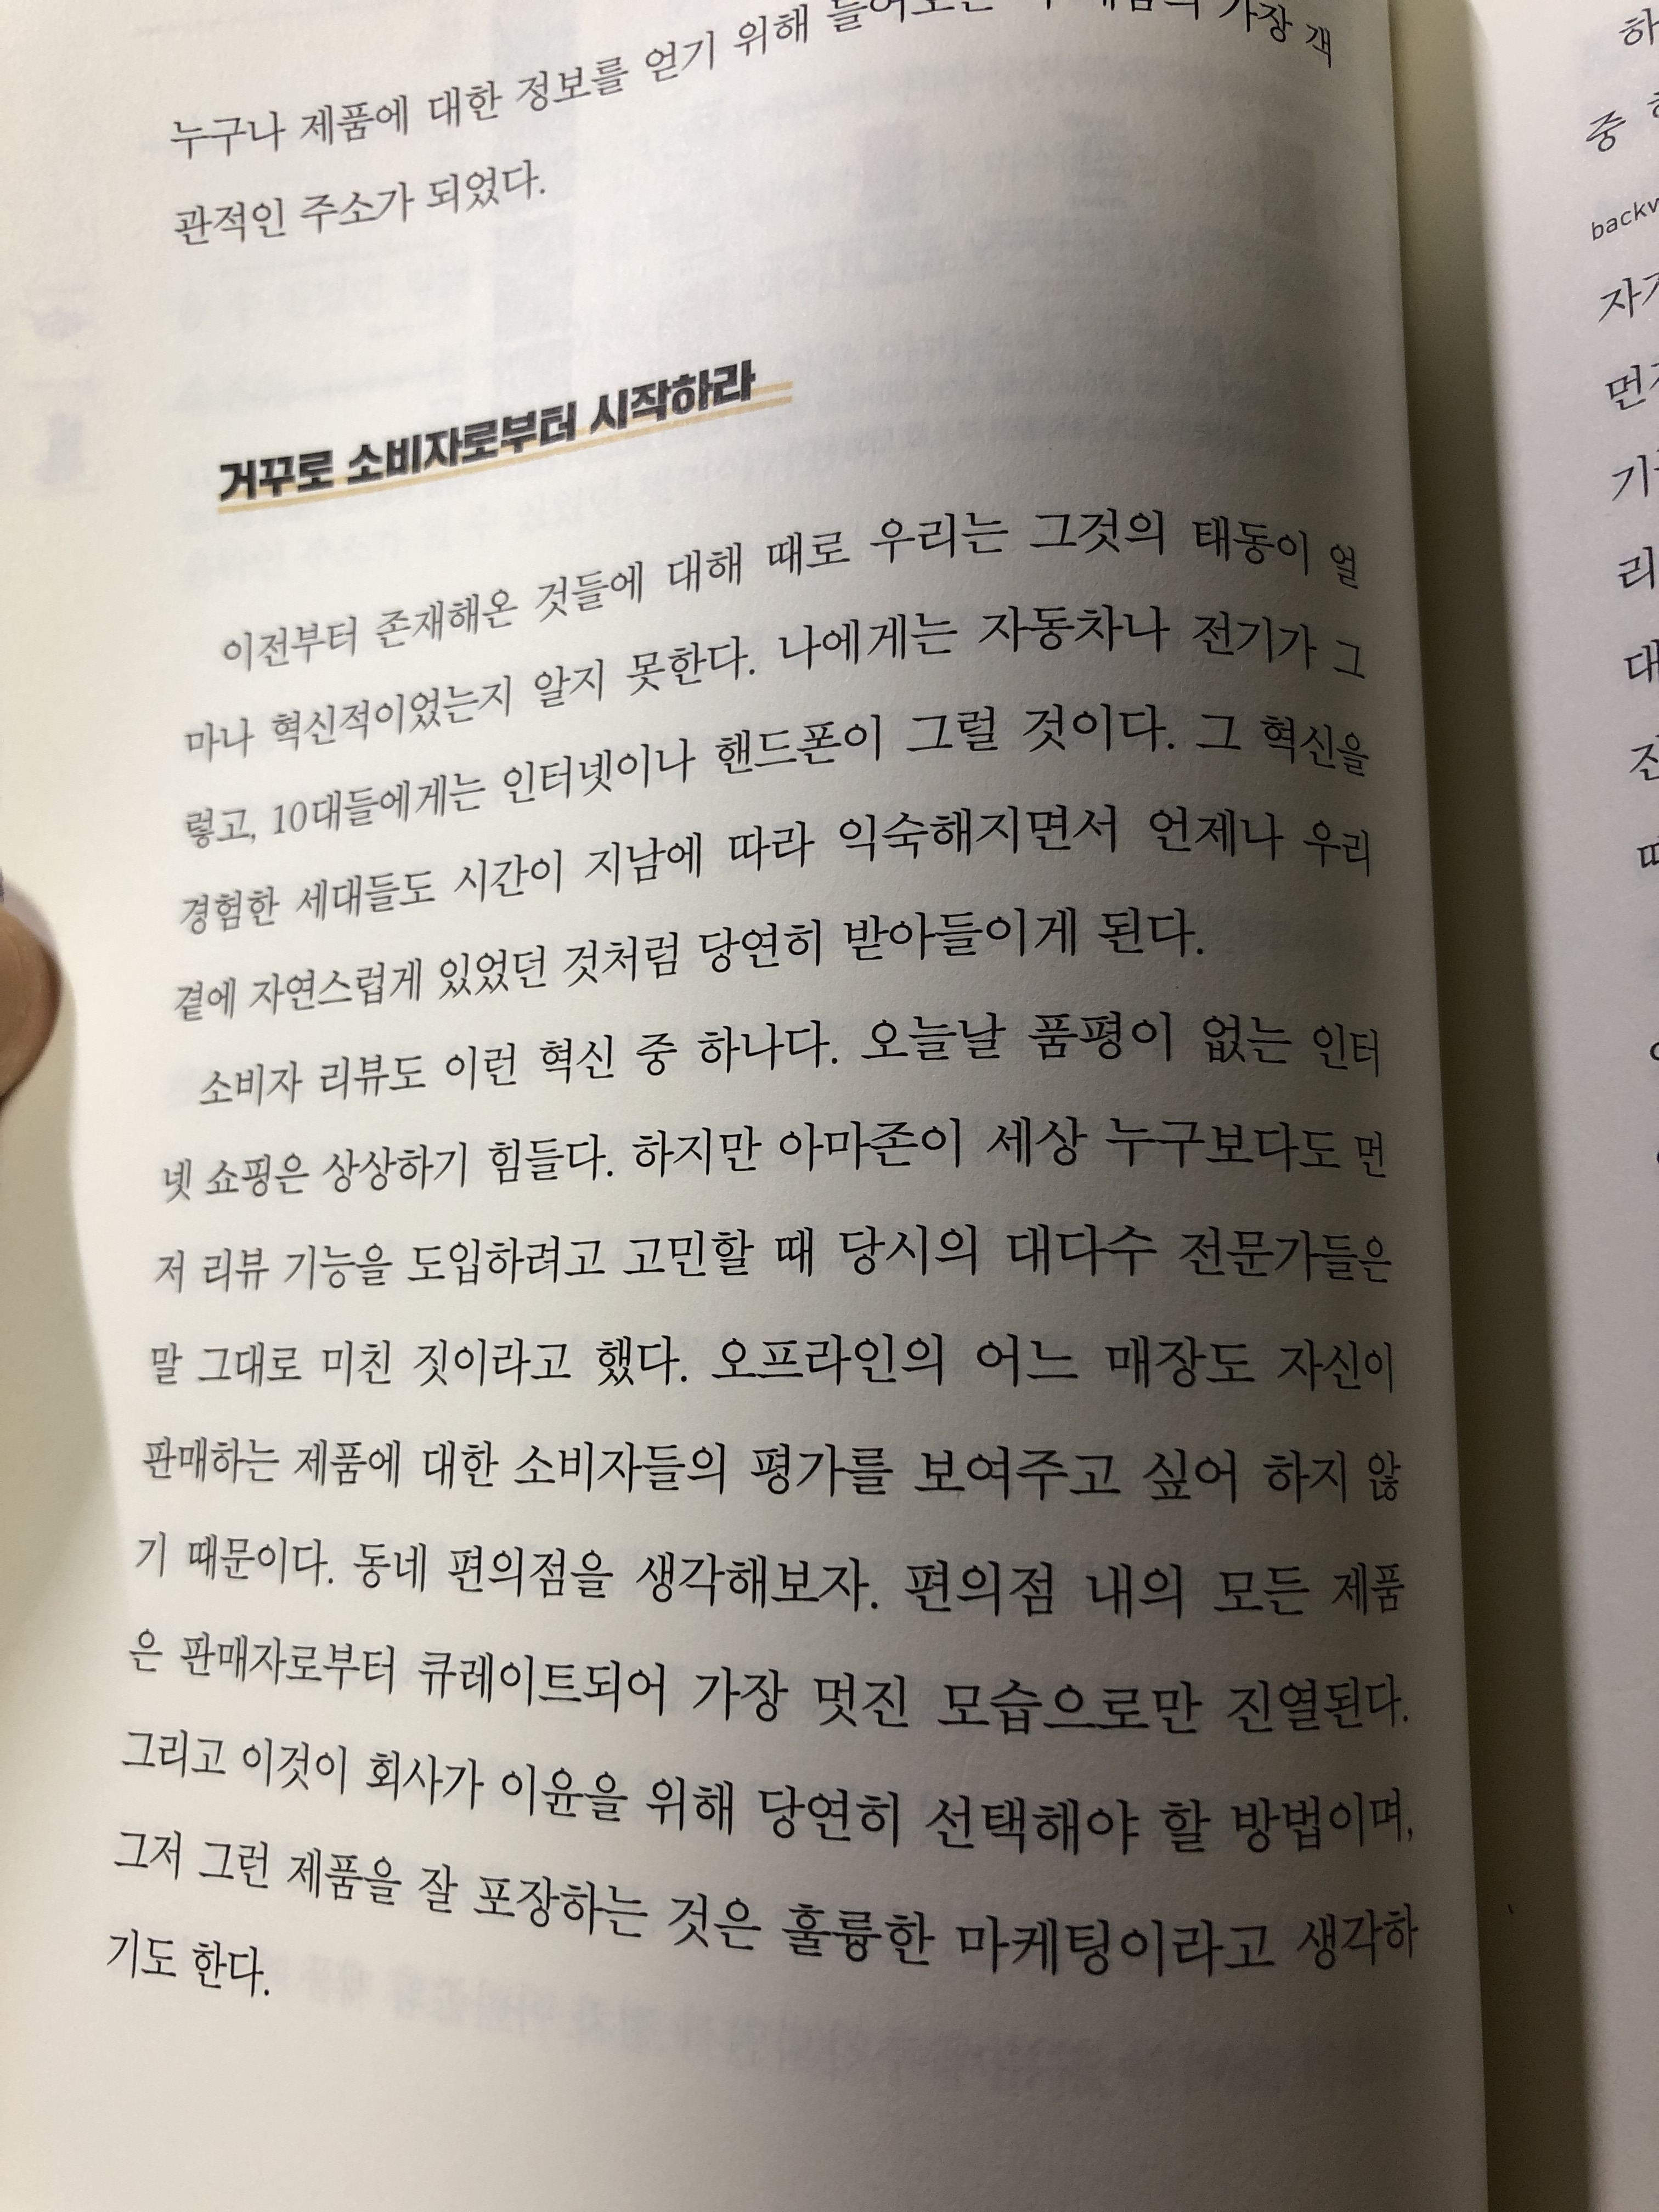 누구나 제품에 대한 정보를 얻기 위해 가장 객
관적인 주소가 되었다.
거꾸로 소비자로부터 시작하라
이전부터 존재해온 것들에 대해 때로 우리는 그것의 태동이 얼
마나 혁신적이었는지 알지 못한다. 나에게는 자동차나 전기가 그
렇고, 10대들에게는 인터넷이나 핸드폰이 그럴 것이다. 그 혁신을
경험한 세대들도 시간이 지남에 따라 익숙해지면서 언제나 우리
곁에 자연스럽게 있었던 것처럼 당연히 받아들이게 된다.
소비자 리뷰도 이런 혁신 중 하나다. 오늘날 품평이 없는 인터
넷 쇼핑은 상상하기 힘들다. 하지만 아마존이 세상 누구보다도 먼
저 리뷰 기능을 도입하려고 고민할 때 당시의 대다수 전문가들은
말 그대로 미친 짓이라고 했다. 오프라인의 어느 매장도 자신이
판매하는 제품에 대한 소비자들의 평가를 보여주고 싶어 하지 않
기 때문이다. 동네 편의점을 생각해보자. 편의점 내의 모든 제품
은 판매자로부터 큐레이트되어 가장 멋진 모습으로만 진열된다.
그리고 이것이 회사가 이윤을 위해 당연히 선택해야 할 방법이며,
그저 그런 제품을 잘 포장하는 것은 훌륭한 마케팅이라고 생각하
기도 한다.
하
중
자기
먼저
리
대